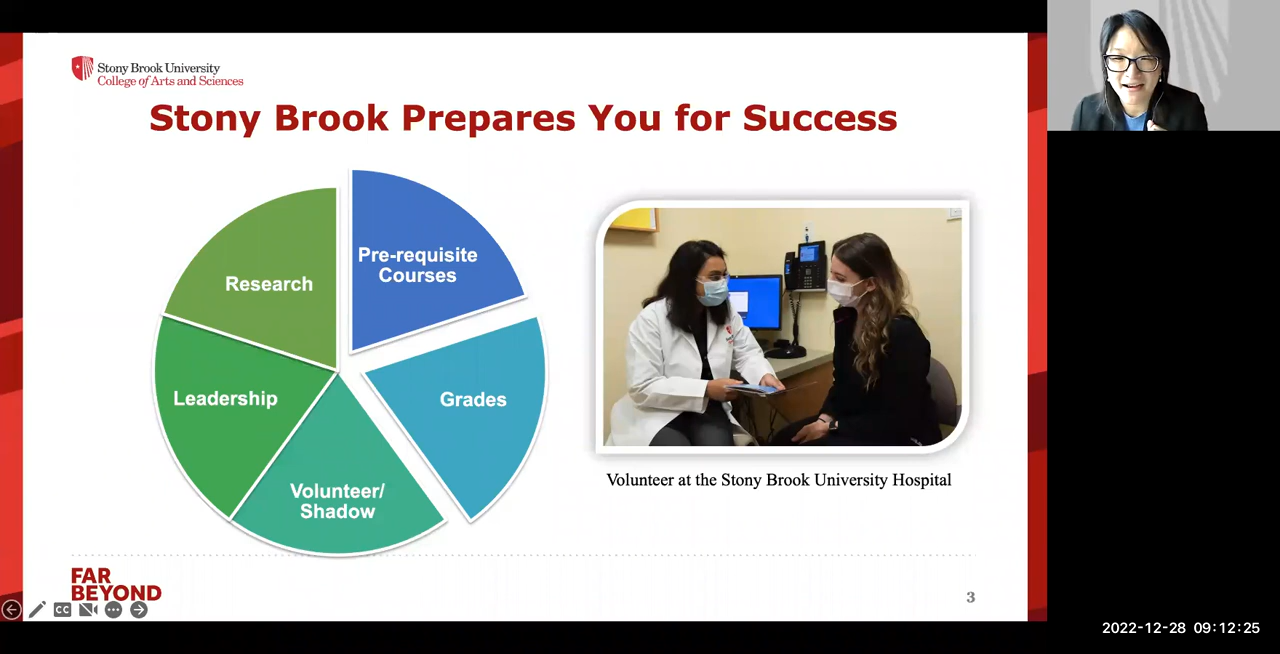 Stony Brook University
College of Arts and Sciences
Stony Brook Prepares You for Success
Research
Pre-requisite
Courses
Leadership
Grades
Volunteer/
Shadow
Volunteer at the Stony Brook University Hospital
FAR
BEYOND
3
CC
2022-12-28 09:12:25